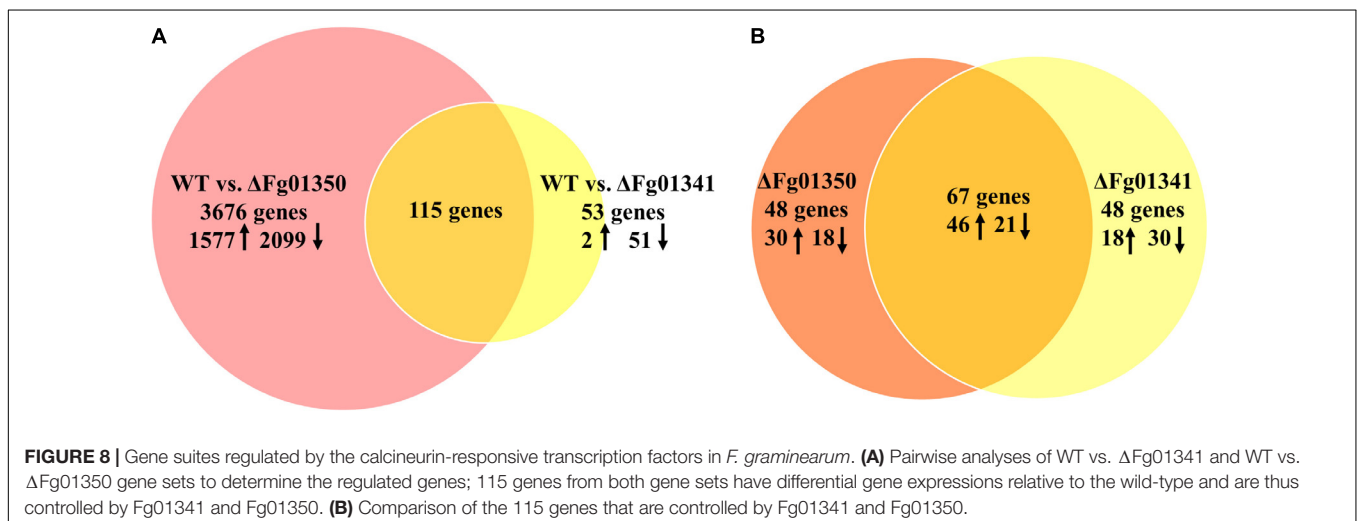 A
WT vs. ΔFg01350
3676 genes
1577↑ 2099↓
115 genes
WT vs. ΔFg01341
53 genes
2↑ 51↓
B
ΔFg01350
48 genes
30↑ 18↓
67 genes
46↑ 21↓
ΔFg01341
48 genes
18↑ 30↓
FIGURE 8 | Gene suites regulated by the calcineurin-responsive transcription factors in F. graminearum. (A) Pairwise analyses of WT vs. ΔFg01341 and WT vs.
ΔFg01350 gene sets to determine the regulated genes; 115 genes from both gene sets have differential gene expressions relative to the wild-type and are thus
controlled by Fg01341 and Fg01350. (B) Comparison of the 115 genes that are controlled by Fg01341 and Fg01350.